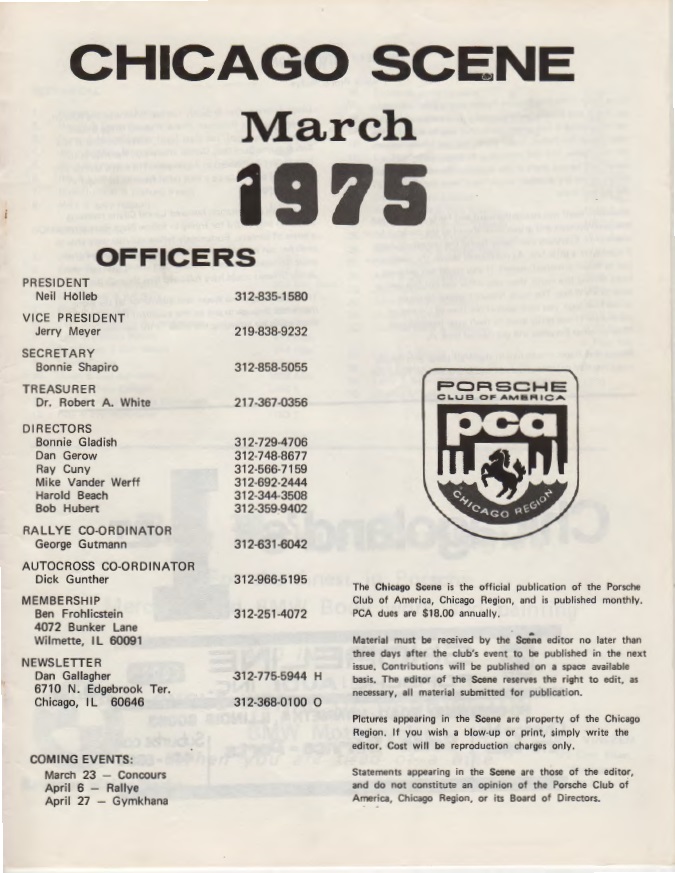 CHICAGO SCENE
March
1975
OFFICERS
PRESIDENT
Neil Holleb 312-835-1580
VICE PRESIDENT
Jerry Meyer 219-838-9232
SECRETARY
Bonnie Shapiro 312-858-5055
TREASURER
Dr. Robert A. White 217-367-0356
DIRECTORS
Bonnie Gladish 312-729-4706
Dan Gerow 312-748-8677
Ray Cuny 312-566-7159
Mike Vander Werff 312-692-2444
Harold Beach 312-344-3508
Bob Hubert 312-359-9402
RALLYE CO-ORDINATOR
George Gutmann 312-631-6042
AUTOCROSS CO-ORDINATOR
Dick Gunther 312-966-5195
MEMBERSHIP
Ben Frohlicstein 312-251-4072
4072 Bunker Lane
Wilmette, IL 60091
NEWSLETTER
Dan Gallagher 312-775-5944 H
6710 N. Edgebrook Ter.
Chicago, IL 60646 312-368-0100 O
COMING EVENTS:
March 23 — Concours
April 6 — Rallye
April 27 — Gymkhana
PORSCHE
CLUB OF AMERICA
pca
CHICAGO REGION
The Chicago Scene is the official publication of the Porsche
Club of America, Chicago Region, and is published monthly.
PCA dues are $18.00 annually.
Material must be received by the Scene editor no later than
three days after the club's event to be published in the next
issue. Contributions will be published on a space available
basis. The editor of the Scene reserves the right to edit, as
necessary, all material submitted for publication.
Pictures appearing in the Scene are property of the Chicago
Region. If you wish a blow-up or print, simply write the
editor. Cost will be reproduction charges only.
Statements appearing in the Scene are those of the editor,
and do not constitute an opinion of the Porsche Club of
America, Chicago Region, or its Board of Directors.